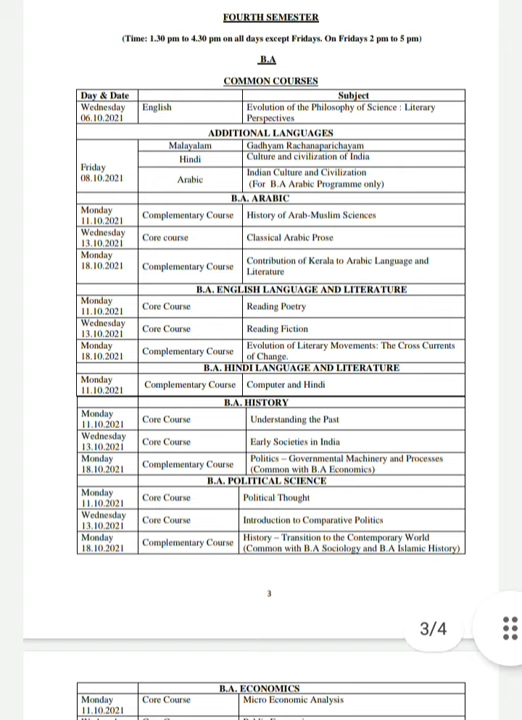 FOURTH SEMESTER
(Time: 1.30 pm to 4.30 pm on all days except Fridays. On Fridays 2 pm to 5 pm)
B.A
COMMON COURSES
Day & Date Subject
Wednesday 06.10.2021 English Evolution of the Philosophy of Science : Literary Perspectives
ADDITIONAL LANGUAGES
Friday 08.10.2021 Malayalam Gadhyam Rachanaparichayam
Hindi Culture and civilization of India
Arabic Indian Culture and Civilization (For B.A Arabic Programme only)
B.A. ARABIC
Monday 11.10.2021 Complementary Course History of Arab-Muslim Sciences
Wednesday 13.10.2021 Core course Classical Arabic Prose
Monday 18.10.2021 Complementary Course Contribution of Kerala to Arabic Language and Literature
B.A. ENGLISH LANGUAGE AND LITERATURE
Monday 11.10.2021 Core Course Reading Poetry
Wednesday 13.10.2021 Core Course Reading Fiction
Monday 18.10.2021 Complementary Course Evolution of Literary Movements: The Cross Currents of Change.
B.A. HINDI LANGUAGE AND LITERATURE
Monday 11.10.2021 Complementary Course Computer and Hindi
B.A. HISTORY
Monday 11.10.2021 Core Course Understanding the Past
Wednesday 13.10.2021 Core Course Early Societies in India
Monday 18.10.2021 Complementary Course Politics – Governmental Machinery and Processes (Common with B.A Economics)
B.A. POLITICAL SCIENCE
Monday 11.10.2021 Core Course Political Thought
Wednesday 13.10.2021 Core Course Introduction to Comparative Politics
Monday 18.10.2021 Complementary Course History – Transition to the Contemporary World (Common with B.A Sociology and B.A Islamic History)
3
3/4
B.A. ECONOMICS
Monday 11.10.2021 Core Course Micro Economic Analysis